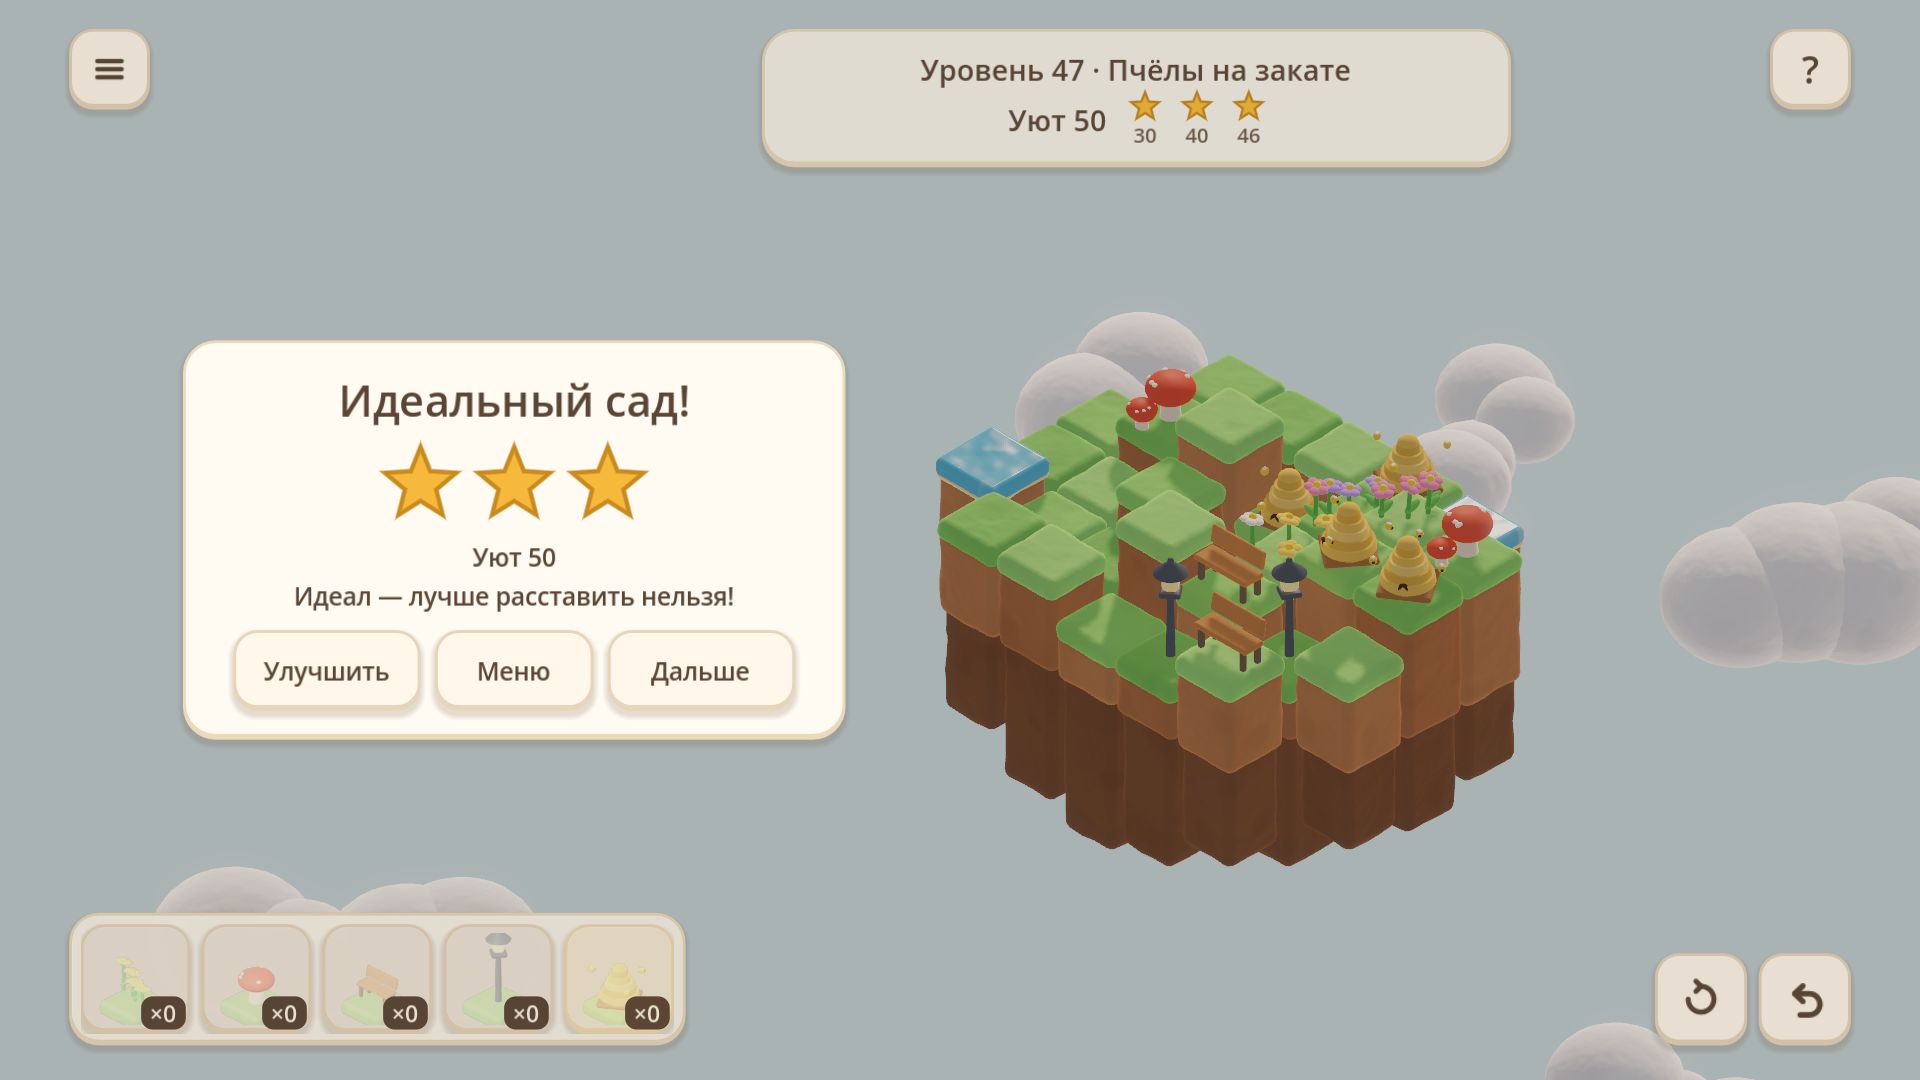 Уровень 47 · Пчёлы на закате
Уют 50
30 40 46
?
Идеальный сад!
Уют 50
Идеал — лучше расставить нельзя!
Улучшить Меню Дальше
×0 ×0 ×0 ×0 ×0